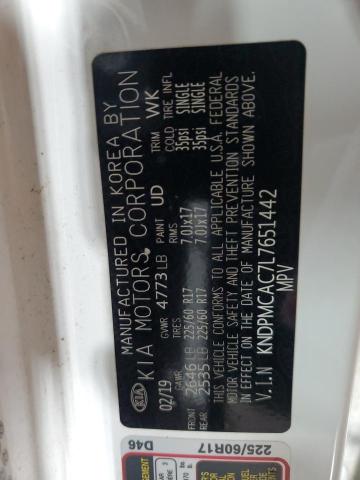 MANUFACTURED IN KOREA BY
KIA KIA MOTORS CORPORATION
02/19 GVWR 4773 LB PAINT UD TRIM WK
GAWR TIRES RIMS COLD TIRE INFL
FRONT 2646 LB 225/60 R17 7.0Jx17 35psi SINGLE
REAR 2535 LB 225/60 R17 7.0Jx17 35psi SINGLE
THIS VEHICLE CONFORMS TO ALL APPLICABLE U.S.A. FEDERAL
MOTOR VEHICLE SAFETY AND THEFT PREVENTION STANDARDS
IN EFFECT ON THE DATE OF MANUFACTURE SHOWN ABOVE.
V.I.N KNDPMCAC7L7651442
MPV
D46
225/60R17